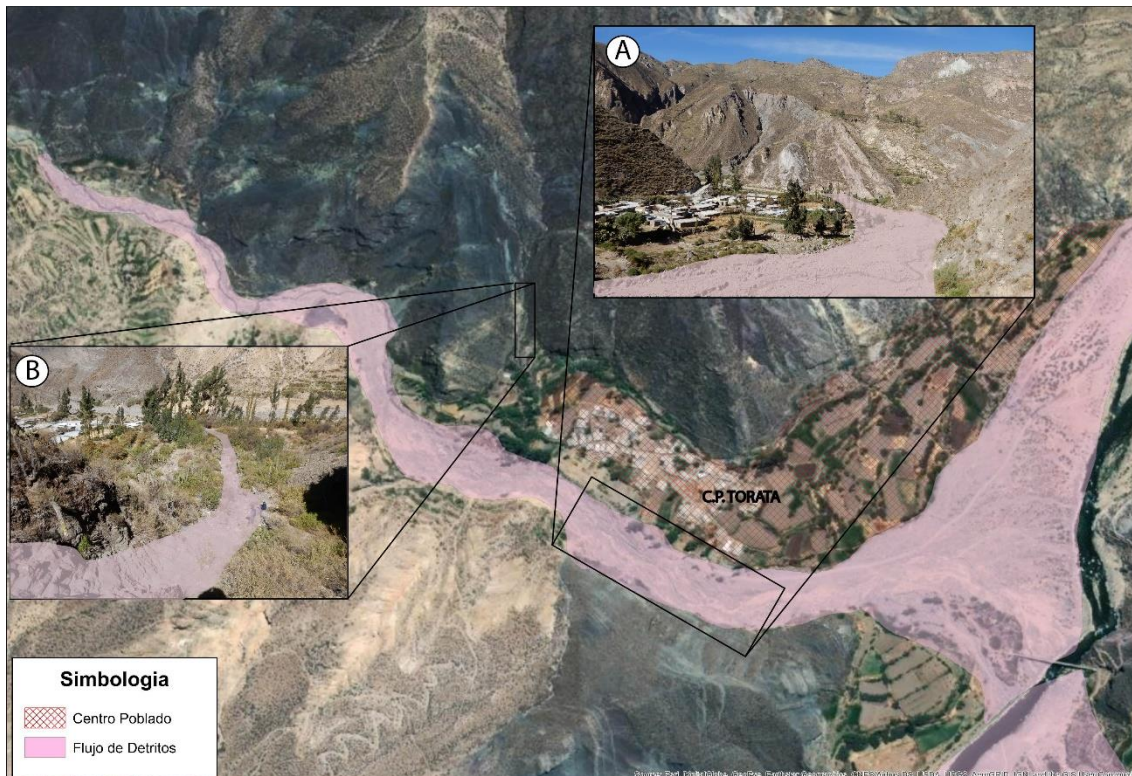 A
B
C.P. TORATA
Simbologia
Centro Poblado
Flujo de Detritos